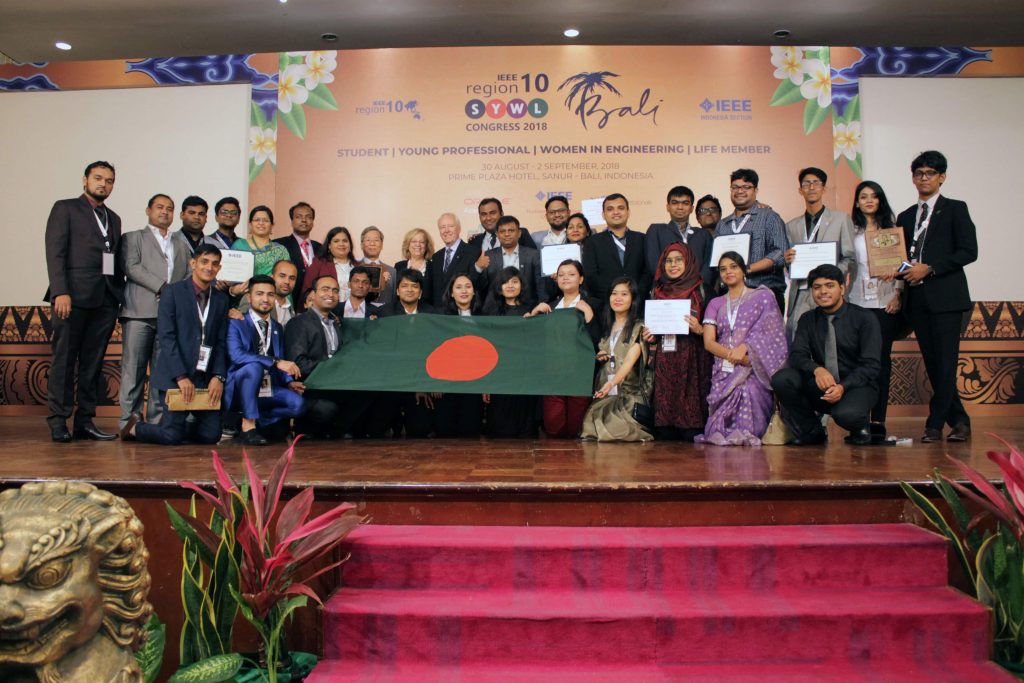 IEEE
region 10
SYWL
CONGRESS 2018
Bali
IEEE
region 10
IEEE
INDONESIA SECTION
STUDENT | YOUNG PROFESSIONAL | WOMEN IN ENGINEERING | LIFE MEMBER
30 AUGUST - 2 SEPTEMBER, 2018
PRIME PLAZA HOTEL, SANUR - BALI, INDONESIA
IEEE